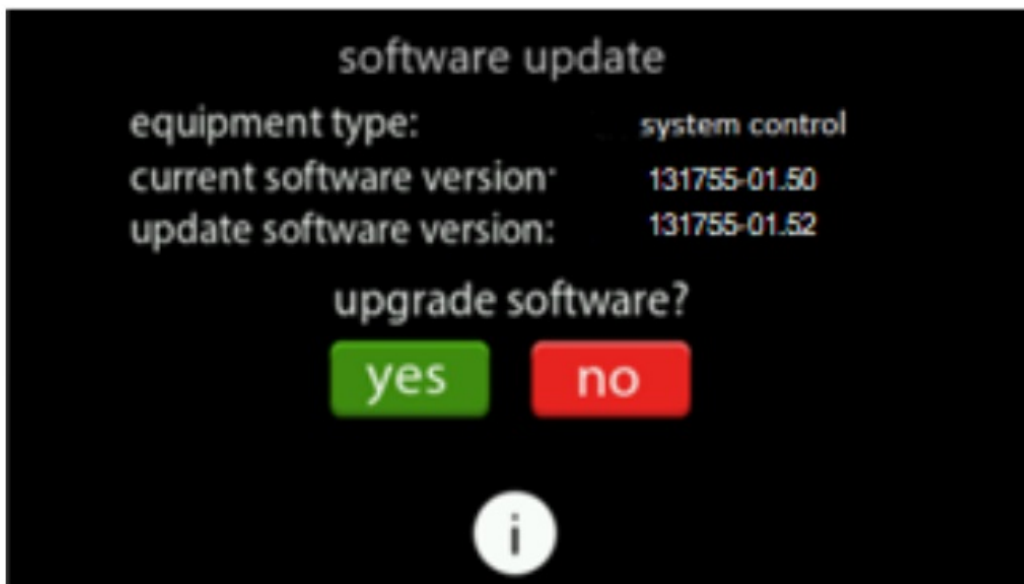 software update
equipment type: system control
current software version: 131755-01.50
update software version: 131755-01.52
upgrade software?
yes no
i